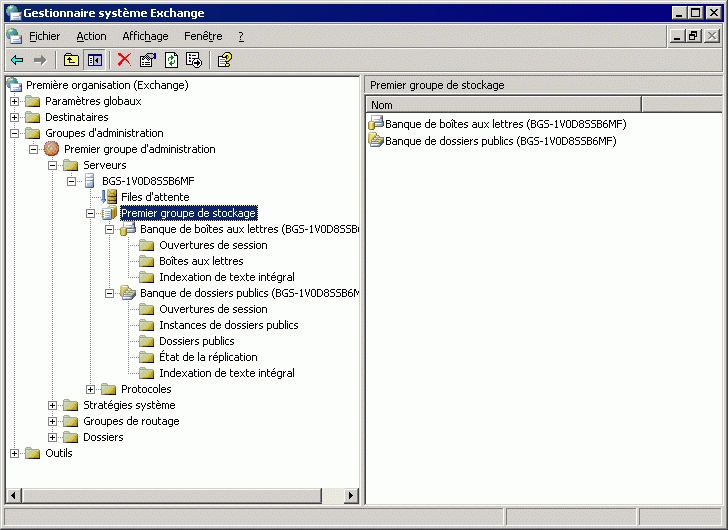 Gestionnaire système Exchange
Fichier Action Affichage Fenêtre ?
Première organisation (Exchange)
Paramètres globaux
Destinataires
Groupes d'administration
Premier groupe d'administration
Serveurs
BGS-1V0D8SSB6MF
Files d'attente
Premier groupe de stockage
Banque de boîtes aux lettres (BGS-1V0D8SSB6
Ouvertures de session
Boîtes aux lettres
Indexation de texte intégral
Banque de dossiers publics (BGS-1V0D8SSB6M
Ouvertures de session
Instances de dossiers publics
Dossiers publics
État de la réplication
Indexation de texte intégral
Protocoles
Stratégies système
Groupes de routage
Dossiers
Outils
Premier groupe de stockage
Nom
Banque de boîtes aux lettres (BGS-1V0D8SSB6MF)
Banque de dossiers publics (BGS-1V0D8SSB6MF)